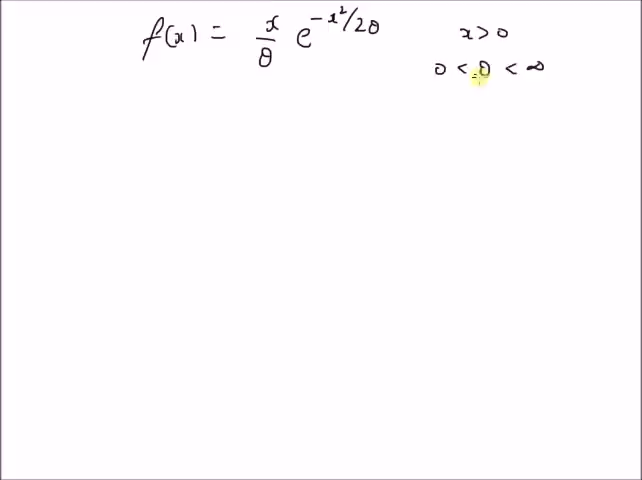 f(x) = x/θ e^{-x²/2θ} x > 0
0 < θ < ∞